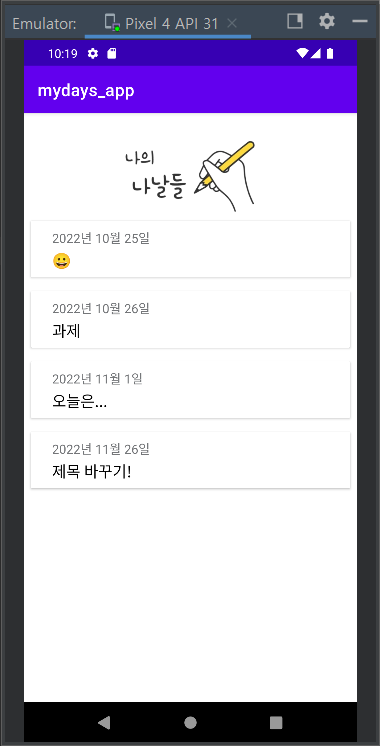 Emulator: Pixel 4 API 31
10:19
mydays_app
나의
나날들
2022년 10월 25일
😀
2022년 10월 26일
과제
2022년 11월 1일
오늘은...
2022년 11월 26일
제목 바꾸기!